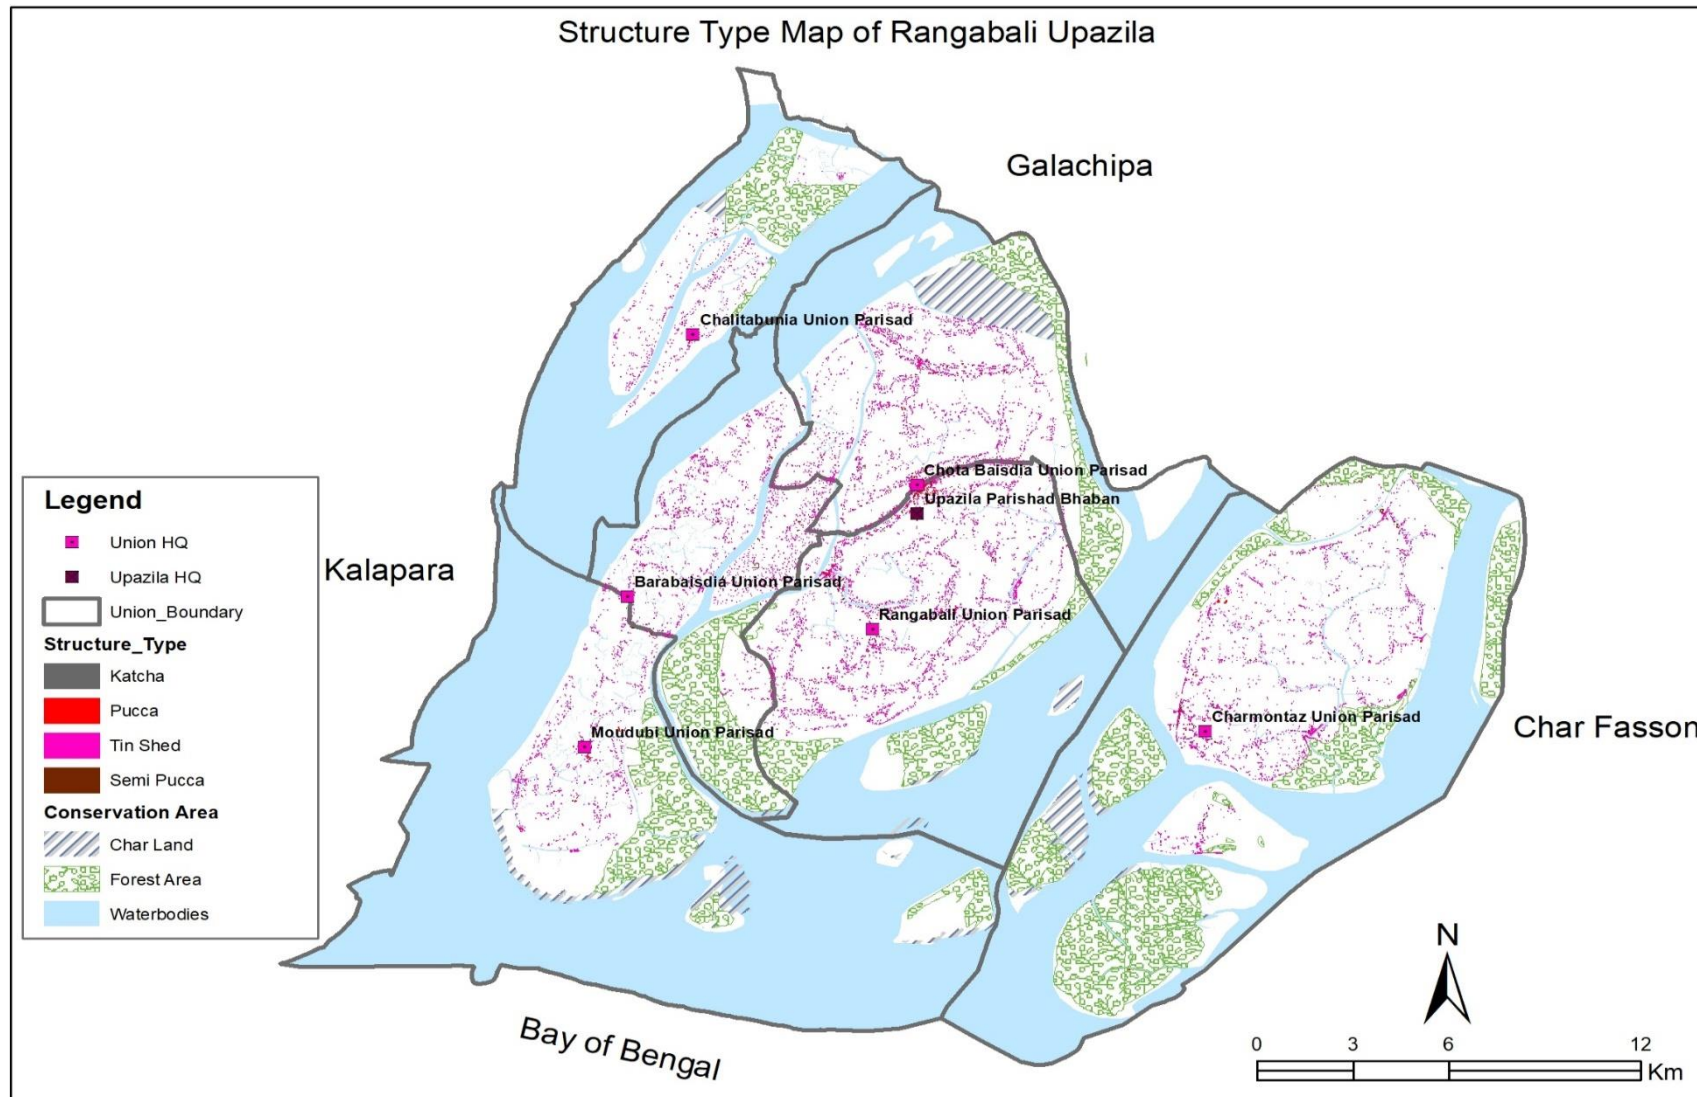 Structure Type Map of Rangabali Upazila
Galachipa
Chalitabunia Union Parisad
Chota Baisdia Union Parisad
Upazila Parishad Bhaban
Kalapara
Barabaisdia Union Parisad
Rangabali Union Parisad
Charmontaz Union Parisad
Char Fasson
Moudubi Union Parisad
Bay of Bengal
Legend
Union HQ
Upazila HQ
Union_Boundary
Structure_Type
Katcha
Pucca
Tin Shed
Semi Pucca
Conservation Area
Char Land
Forest Area
Waterbodies
N
0 3 6 12
Km